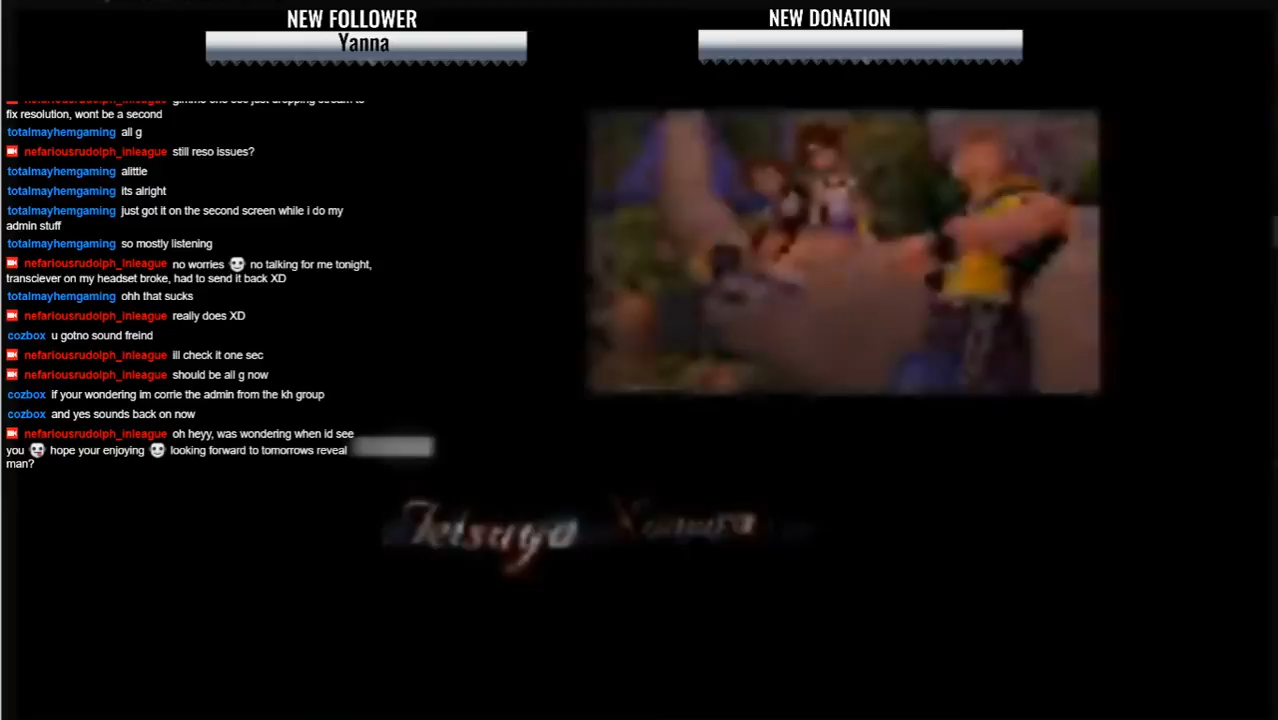 NEW FOLLOWER
Yanna
NEW DONATION
fix resolution, wont be a second
totalmayhemgaming all g
nefariousrudolph_inleague still reso issues?
totalmayhemgaming alittle
totalmayhemgaming its alright
totalmayhemgaming just got it on the second screen while i do my
admin stuff
totalmayhemgaming so mostly listening
nefariousrudolph_inleague no worries no talking for me tonight,
transciever on my headset broke, had to send it back XD
totalmayhemgaming ohh that sucks
nefariousrudolph_inleague really does XD
cozbox u gotno sound freind
nefariousrudolph_inleague ill check it one sec
nefariousrudolph_inleague should be all g now
cozbox if your wondering im corrie the admin from the kh group
cozbox and yes sounds back on now
nefariousrudolph_inleague oh heyy, was wondering when id see
you hope your enjoying looking forward to tomorrows reveal
man?
Tetsuya Nomura